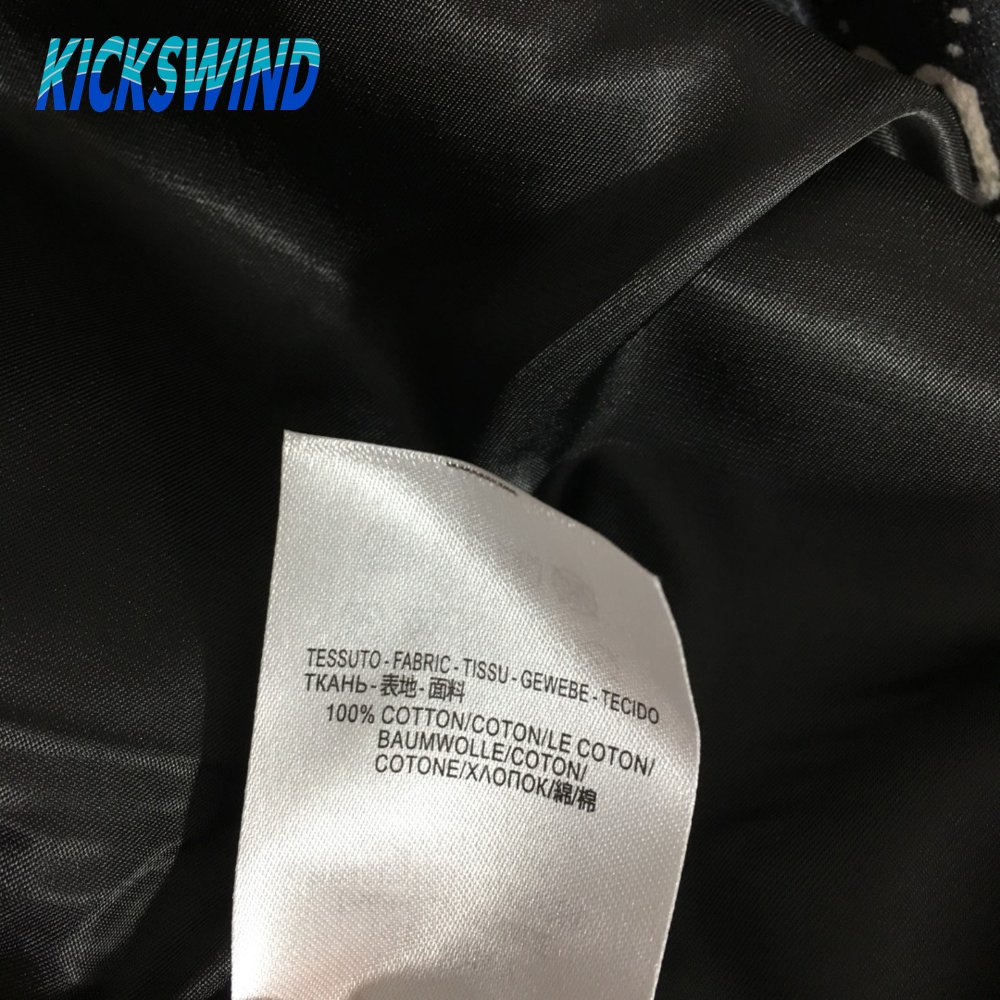 KICKSWIND
TESSUTO - FABRIC - TISSU - GEWEBE - TECIDO
ТКАНЬ - 表地 - 面料
100% COTTON/COTON/LE COTON/
BAUMWOLLE/COTON/
COTONE/ХЛОПОК/綿/棉